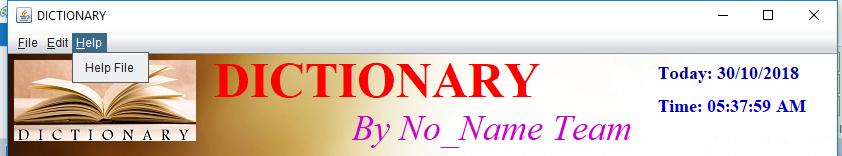 DICTIONARY
File Edit Help
Help File
DICTIONARY
DICTIONARY
By No_Name Team
Today: 30/10/2018
Time: 05:37:59 AM